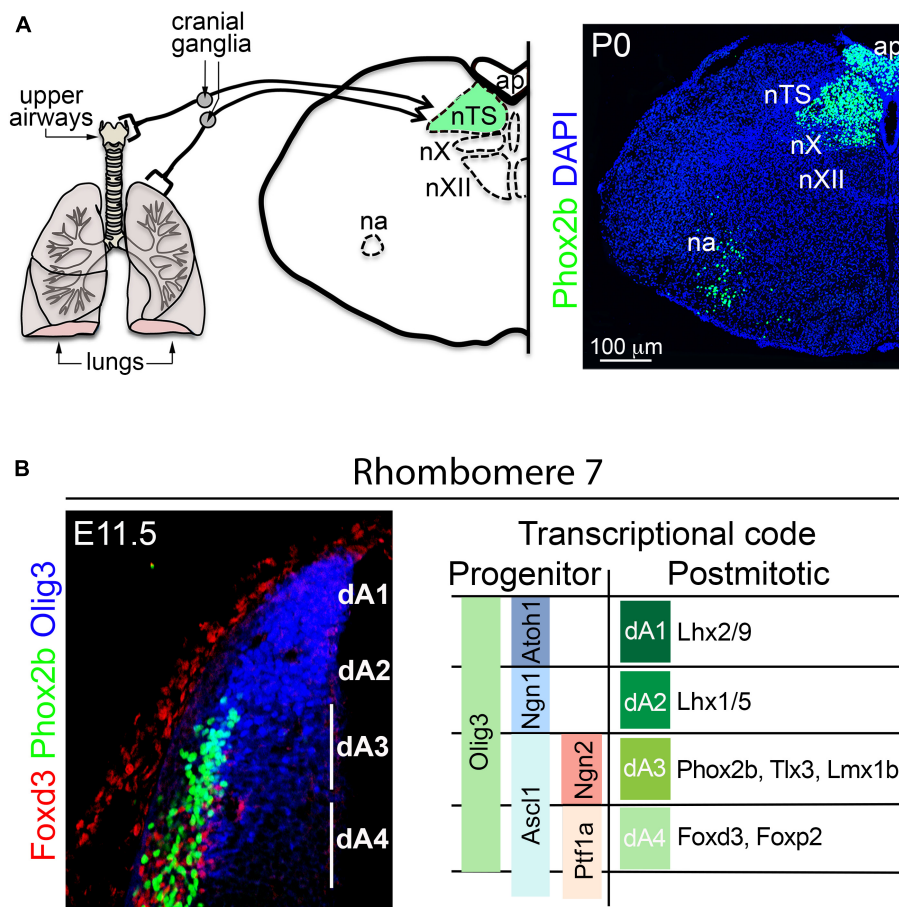 A
cranial
ganglia
upper
airways
lungs
ap
nTS
nX
nXII
na
Phox2b DAPI
P0
ap
nTS
nX
nXII
na
100 µm
B
Rhombomere 7
Foxd3 Phox2b Olig3
E11.5
dA1
dA2
dA3
dA4
Transcriptional code
Progenitor Postmitotic
Olig3
Atoh1
Ngn1
Ascl1
Ngn2
Ptf1a
dA1 Lhx2/9
dA2 Lhx1/5
dA3 Phox2b, Tlx3, Lmx1b
dA4 Foxd3, Foxp2